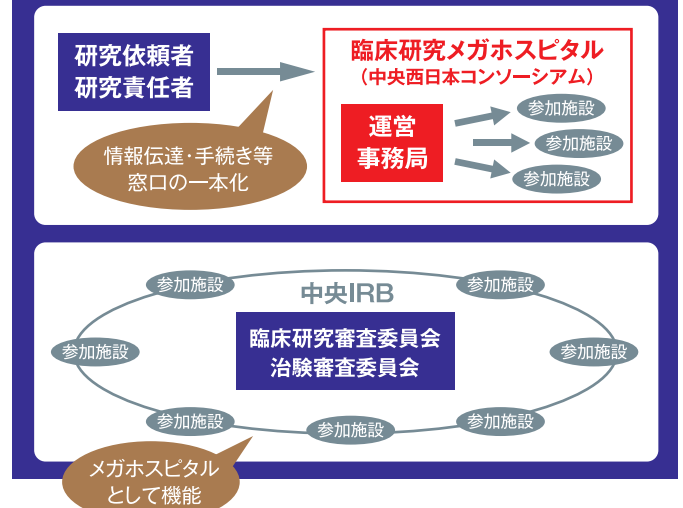 研究依頼者
研究責任者
臨床研究メガホスピタル
（中央西日本コンソーシアム）
運営
事務局
参加施設
参加施設
参加施設
情報伝達・手続き等
窓口の一本化
中央IRB
臨床研究審査委員会
治験審査委員会
参加施設
参加施設
参加施設
参加施設
参加施設
参加施設
参加施設
メガホスピタル
として機能